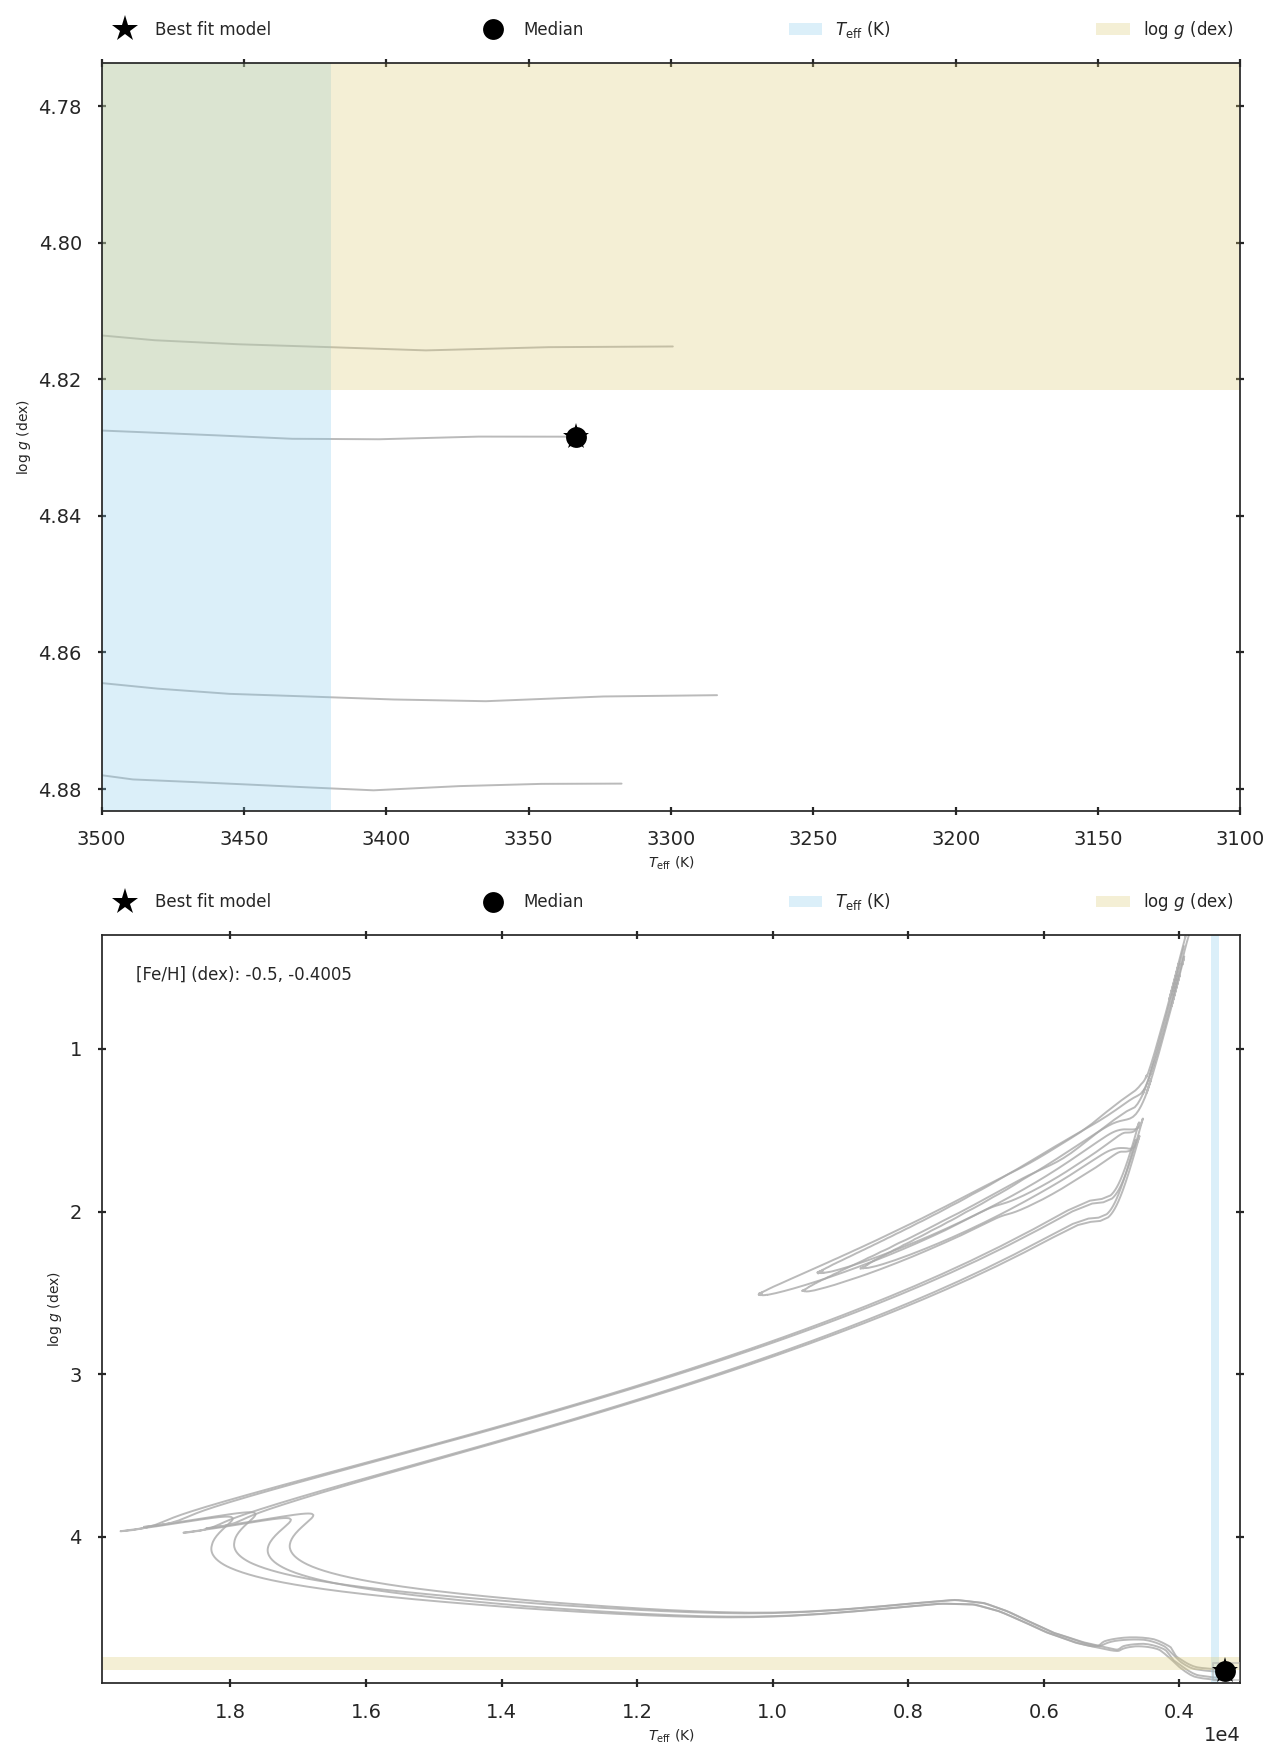 Best fit model Median T_eff (K) log g (dex)
4.78
4.80
4.82
4.84
4.86
4.88
log g (dex)
3500 3450 3400 3350 3300 3250 3200 3150 3100
T_eff (K)
Best fit model Median T_eff (K) log g (dex)
[Fe/H] (dex): -0.5, -0.4005
1
2
3
4
log g (dex)
1.8 1.6 1.4 1.2 1.0 0.8 0.6 0.4
1e4
T_eff (K)